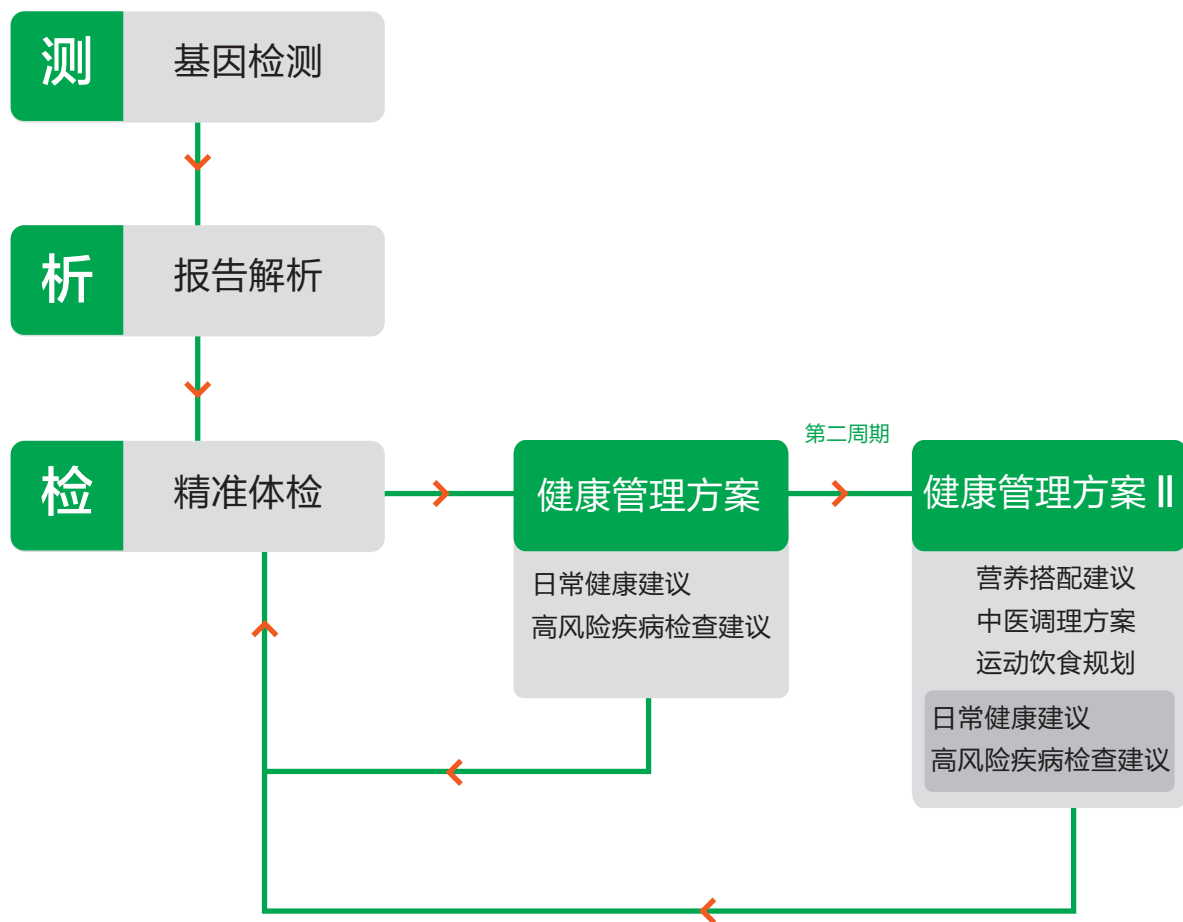 测
基因检测
析
报告解析
检
精准体检
健康管理方案
日常健康建议
高风险疾病检查建议
第二周期
健康管理方案 Ⅱ
营养搭配建议
中医调理方案
运动饮食规划
日常健康建议
高风险疾病检查建议